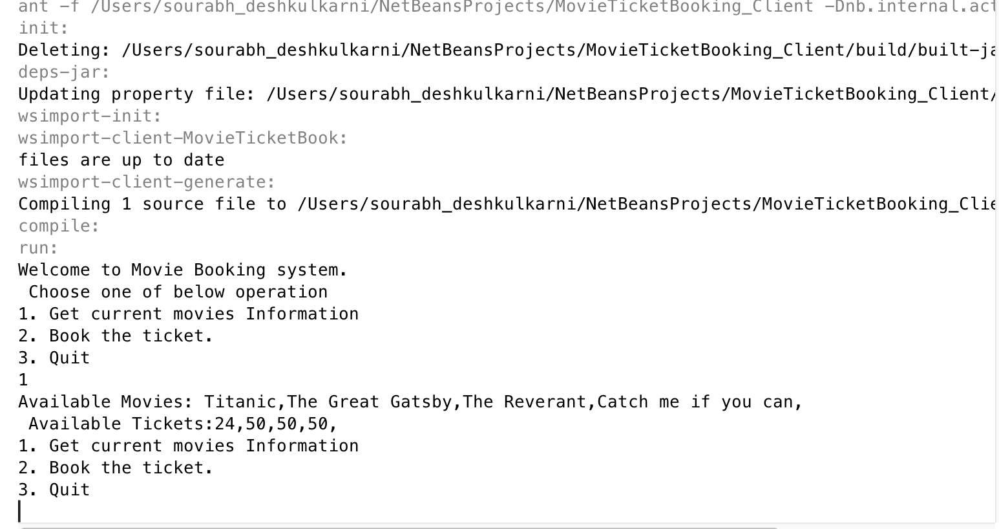 ant -f /Users/sourabh_deshkulkarni/NetBeansProjects/MovieTicketBooking_Client -Dnb.internal.act
init:
Deleting: /Users/sourabh_deshkulkarni/NetBeansProjects/MovieTicketBooking_Client/build/built-ja
deps-jar:
Updating property file: /Users/sourabh_deshkulkarni/NetBeansProjects/MovieTicketBooking_Client/
wsimport-init:
wsimport-client-MovieTicketBook:
files are up to date
wsimport-client-generate:
Compiling 1 source file to /Users/sourabh_deshkulkarni/NetBeansProjects/MovieTicketBooking_Clie
compile:
run:
Welcome to Movie Booking system.
 Choose one of below operation
1. Get current movies Information
2. Book the ticket.
3. Quit
1
Available Movies: Titanic,The Great Gatsby,The Reverant,Catch me if you can,
 Available Tickets:24,50,50,50,
1. Get current movies Information
2. Book the ticket.
3. Quit